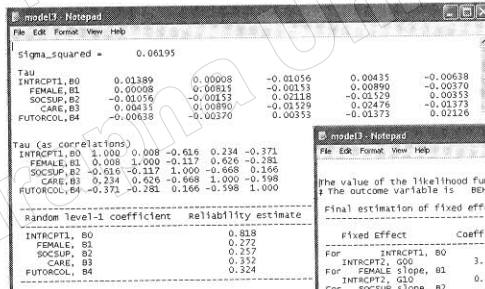 model3 - Notepad
File Edit Format View Help
Sigma_squared = 0.06195
Tau
INTRCPT1,B0 0.01389 0.00008 -0.01056 0.00435 -0.00638
FEMALE,B1 0.00008 0.00815 -0.00153 0.00890 -0.00370
SOCSUP,B2 -0.01056 -0.00153 0.02118 -0.01529 0.00353
CARE,B3 0.00435 0.00890 -0.01529 0.02476 -0.01373
FUTORCOL,B4 -0.00638 -0.00370 0.00353 -0.01373 0.02126
Tau (as correlations)
INTRCPT1,B0 1.000 0.008 -0.616 0.234 -0.371
FEMALE,B1 0.008 1.000 -0.117 0.626 -0.281
SOCSUP,B2 -0.616 -0.117 1.000 -0.668 0.166
CARE,B3 0.234 0.626 -0.668 1.000 -0.598
FUTORCOL,B4 -0.371 -0.281 0.166 -0.598 1.000
Random level-1 coefficient Reliability estimate
INTRCPT1, B0 0.818
FEMALE, B1 0.272
SOCSUP, B2 0.257
CARE, B3 0.352
FUTORCOL, B4 0.324
model3 - Notepad
File Edit Format View Help
The value of the likelihood fu
The outcome variable is BEH
Final estimation of fixed eff
Fixed Effect Coeff
For INTRCPT1, B0
INTRCPT2, G00 3.
For FEMALE slope, B1
INTRCPT2, G10 0.
For SOCSUP slope, B2